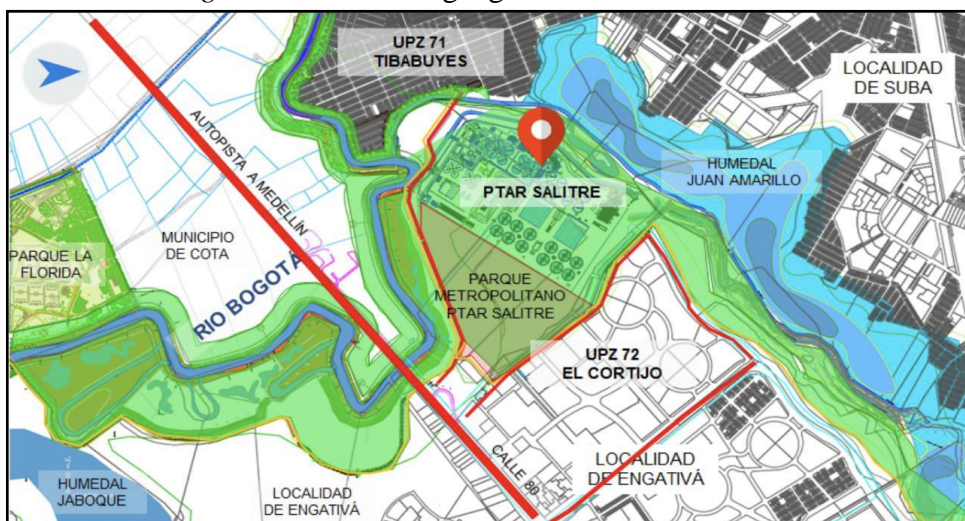 UPZ 71
TIBABUYES
LOCALIDAD
DE SUBA
AUTOPISTA A MEDELLÍN
PTAR SALITRE
HUMEDAL
JUAN AMARILLO
MUNICIPIO
DE COTA
PARQUE LA
FLORIDA
RIO BOGOTÁ
PARQUE
METROPOLITANO
PTAR SALITRE
UPZ 72
EL CORTIJO
CALLE 80
LOCALIDAD
DE ENGATIVÁ
HUMEDAL
JABOQUE
LOCALIDAD
DE ENGATIVÁ